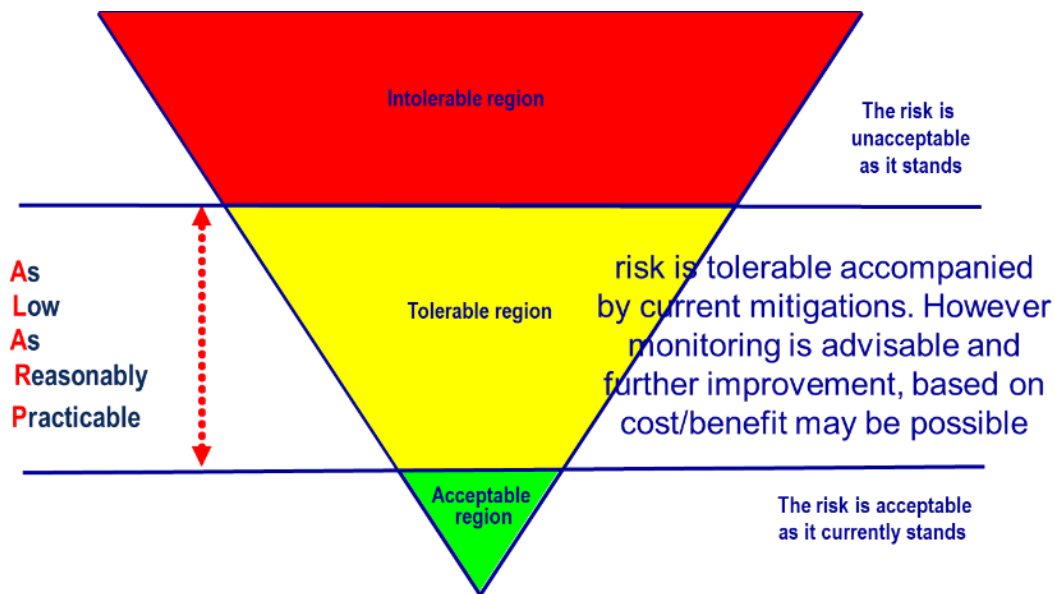 Intolerable region
The risk is
unacceptable
as it stands
As
Low
As
Reasonably
Practicable
Tolerable region
risk is tolerable accompanied
by current mitigations. However
monitoring is advisable and
further improvement, based on
cost/benefit may be possible
Acceptable
region
The risk is acceptable
as it currently stands